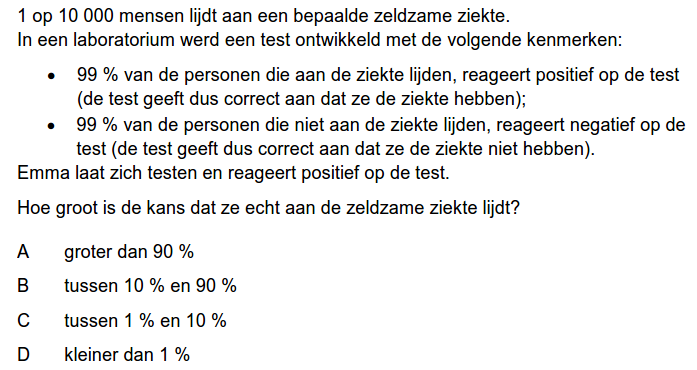 1 op 10 000 mensen lijdt aan een bepaalde zeldzame ziekte.
In een laboratorium werd een test ontwikkeld met de volgende kenmerken:
• 99 % van de personen die aan de ziekte lijden, reageert positief op de test
(de test geeft dus correct aan dat ze de ziekte hebben);
• 99 % van de personen die niet aan de ziekte lijden, reageert negatief op de
test (de test geeft dus correct aan dat ze de ziekte niet hebben).
Emma laat zich testen en reageert positief op de test.
Hoe groot is de kans dat ze echt aan de zeldzame ziekte lijdt?
A groter dan 90 %
B tussen 10 % en 90 %
C tussen 1 % en 10 %
D kleiner dan 1 %